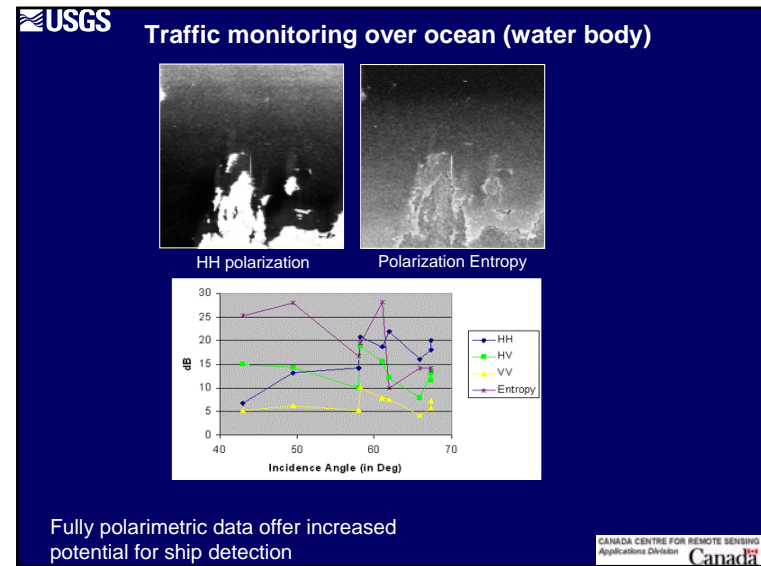 USGS
Traffic monitoring over ocean (water body)
HH polarization
Polarization Entropy
30
25
20
15
10
5
0
dB
40 50 60 70
Incidence Angle (in Deg)
HH
HV
VV
Entropy
Fully polarimetric data offer increased
potential for ship detection
CANADA CENTRE FOR REMOTE SENSING
Applications Division
Canada